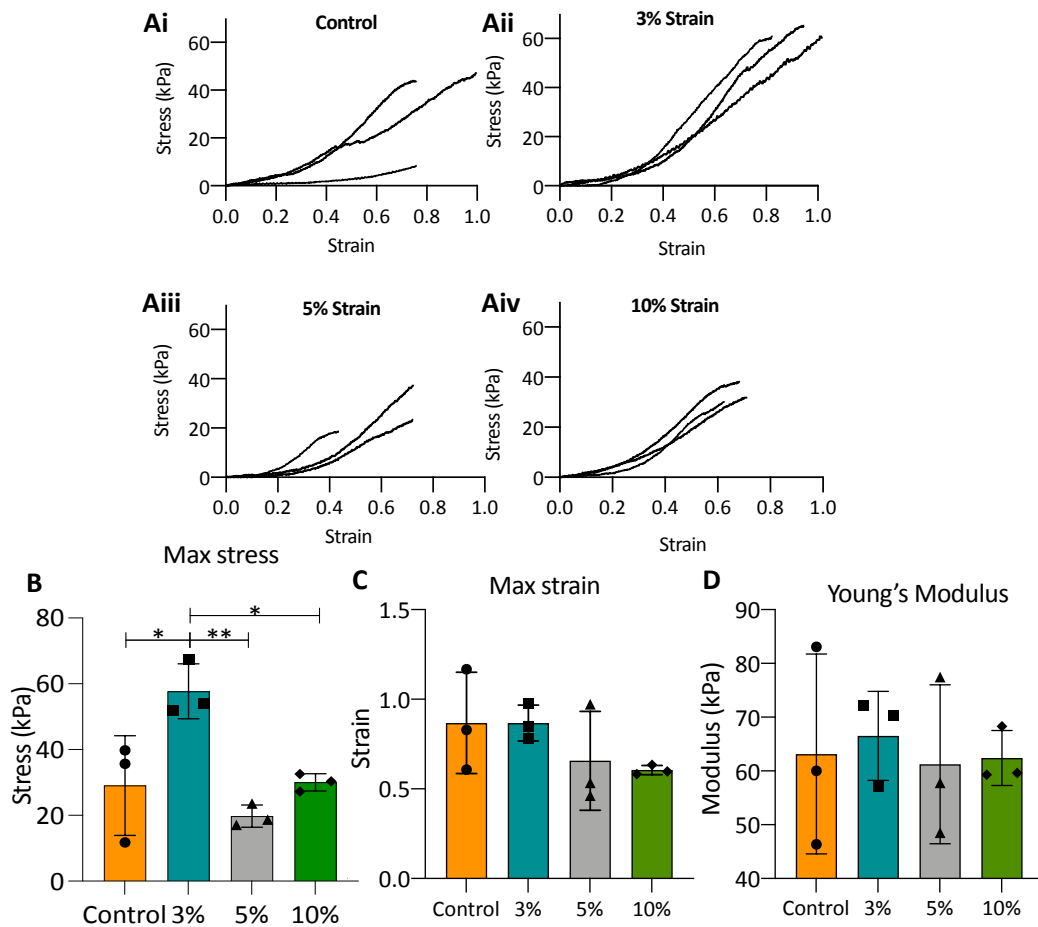 Ai
Control
Stress (kPa)
60
40
20
0
0.0 0.2 0.4 0.6 0.8 1.0
Strain
Aii
3% Strain
Stress (kPa)
60
40
20
0
0.0 0.2 0.4 0.6 0.8 1.0
Strain
Aiii
5% Strain
Stress (kPa)
60
40
20
0
0.0 0.2 0.4 0.6 0.8 1.0
Strain
Aiv
10% Strain
Stress (kPa)
60
40
20
0
0.0 0.2 0.4 0.6 0.8 1.0
Strain
B
Max stress
Stress (kPa)
80
60
40
20
0
* ** *
Control 3% 5% 10%
C
Max strain
Strain
1.5
1.0
0.5
0.0
Control 3% 5% 10%
D
Young's Modulus
Modulus (kPa)
90
80
70
60
50
40
Control 3% 5% 10%